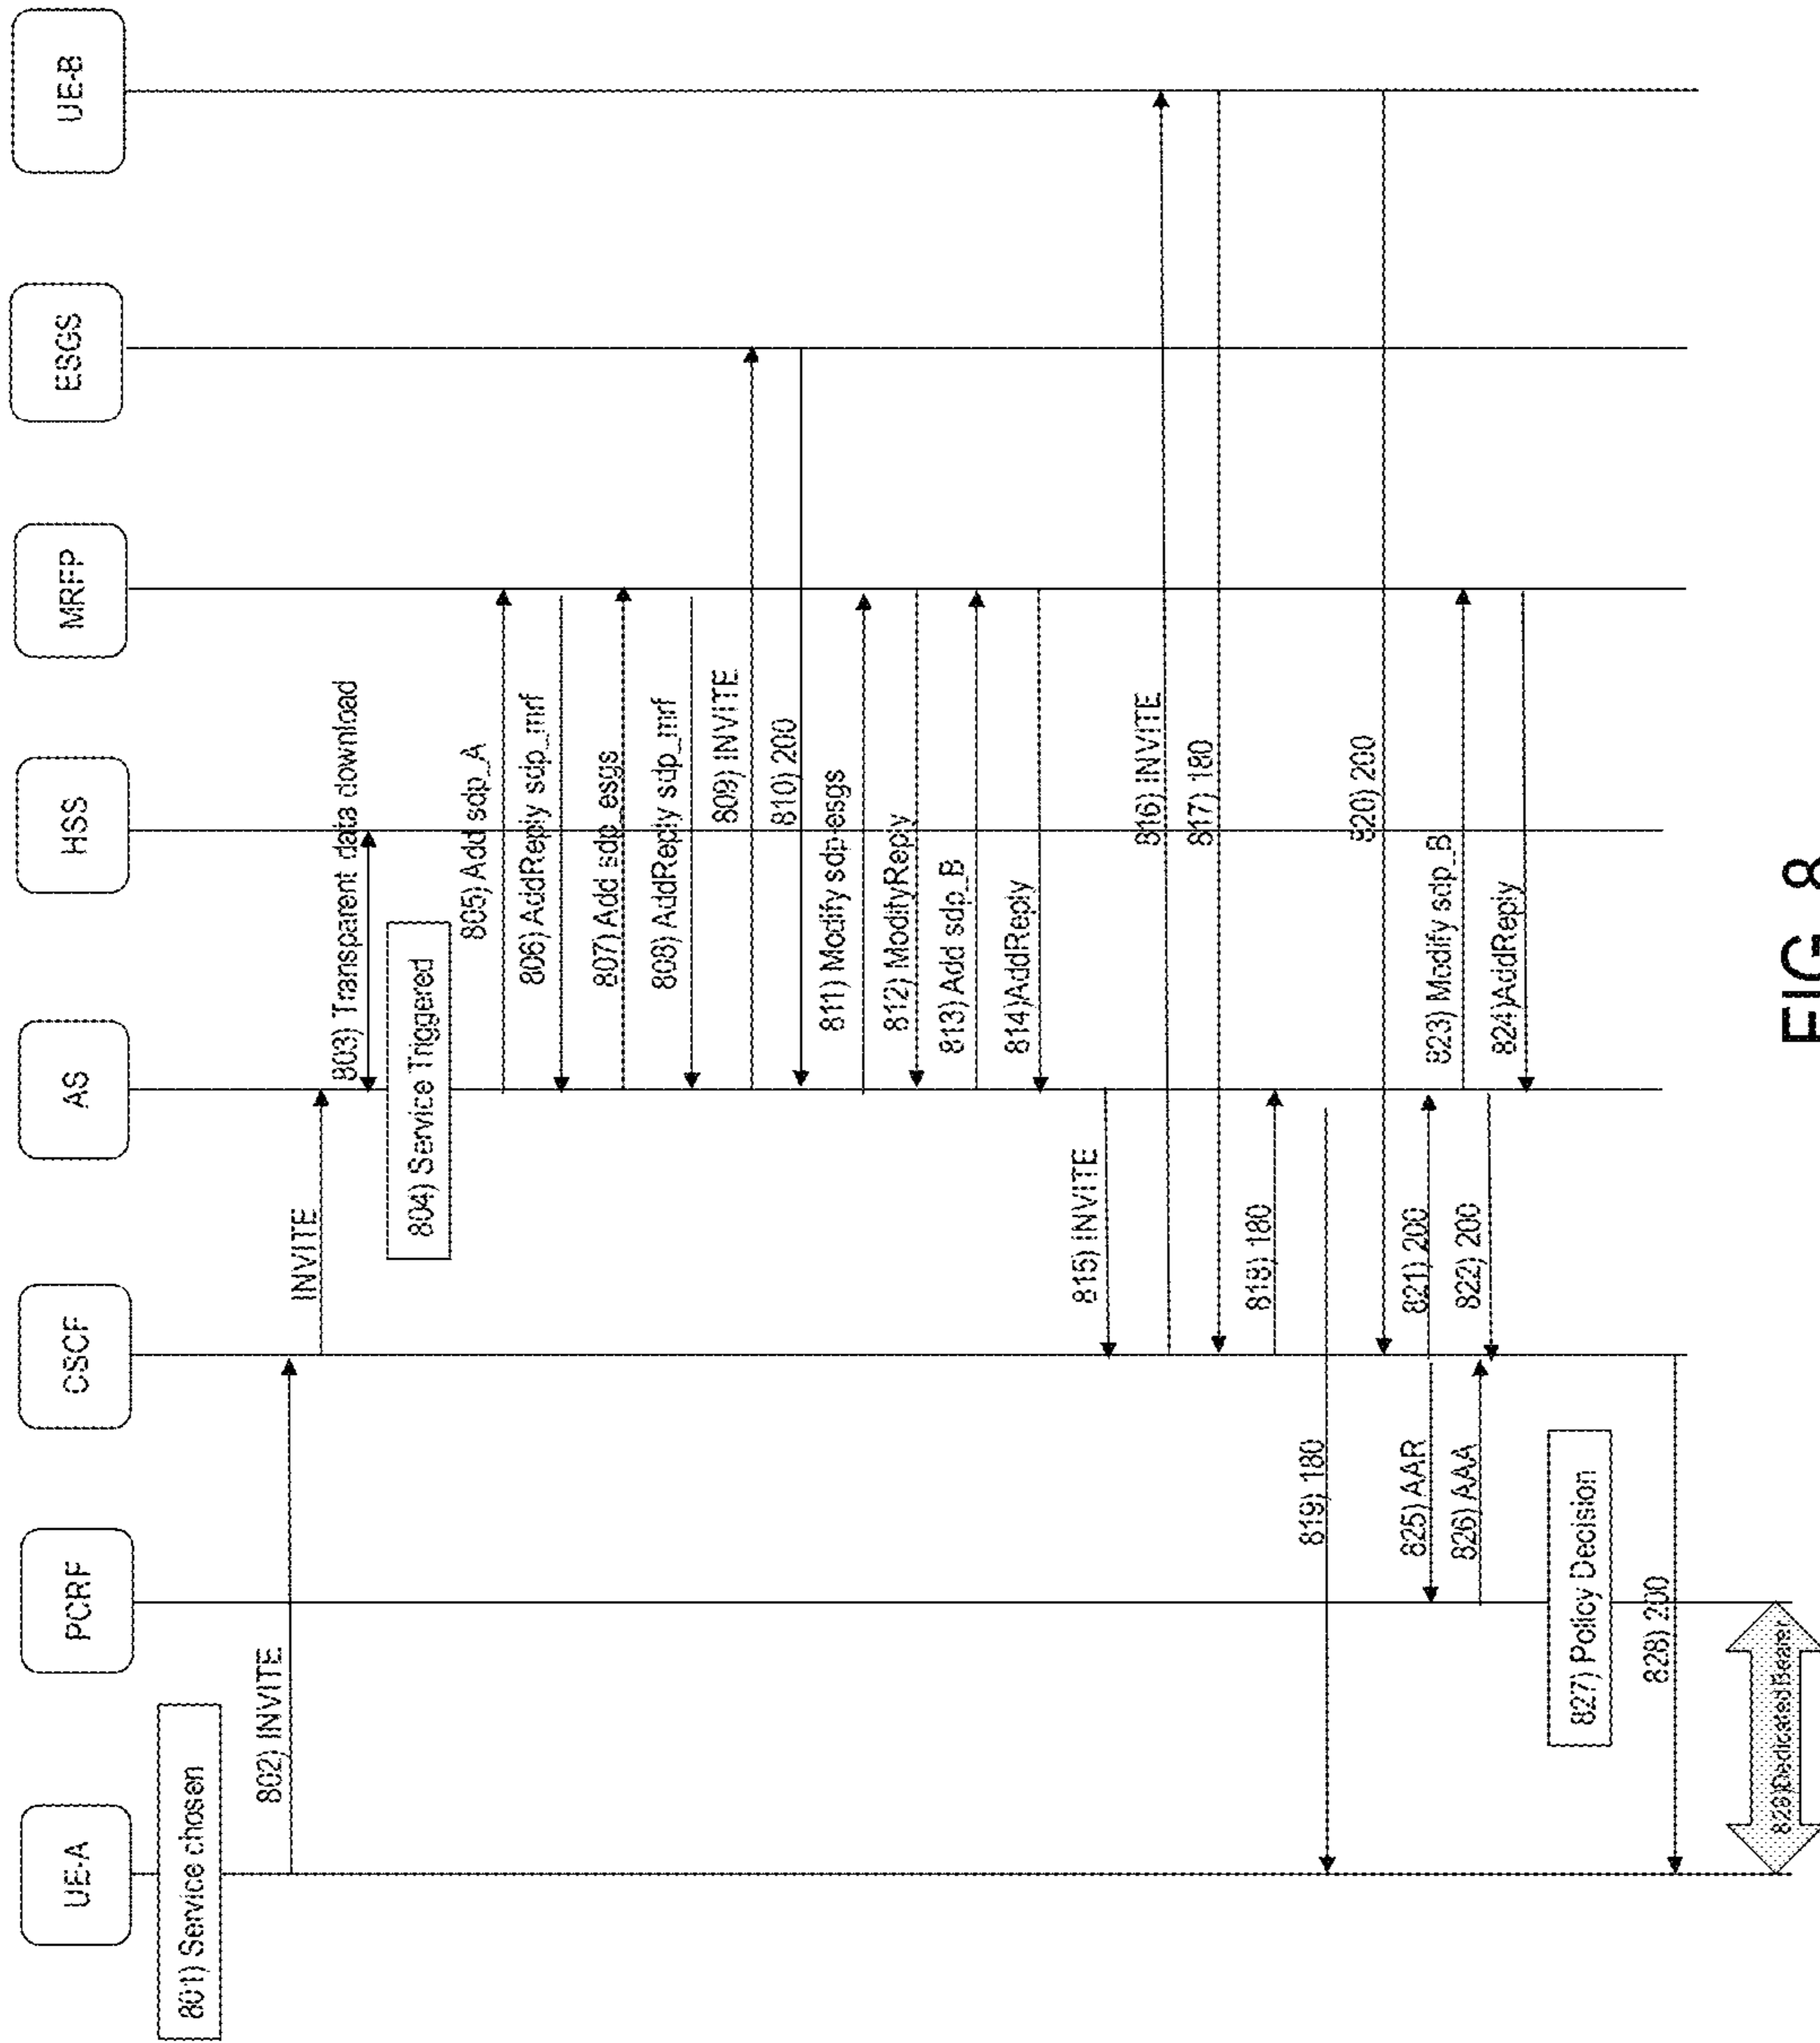 UE-A
PCRF
CSCF
AS
HSS
MRFP
ESGS
UE-B
801) Service chosen
802) INVITE
INVITE
803) Transparent data download
804) Service Triggered
805) Add sdp_A
806) AddReply sdp_mrf
807) Add sdp_esgs
808) AddReply sdp_mrf
809) INVITE
810) 200
811) Modify sdp-esgs
812) ModifyReply
813) Add sdp_B
814)AddReply
815) INVITE
816) INVITE
817) 180
818) 180
819) 180
820) 200
821) 200
825) AAR
823) Modify sdp_B
822) 200
826) AAA
824)AddReply
827) Policy Decision
828) 200
829)Dedicated Bearer
FIG. 8